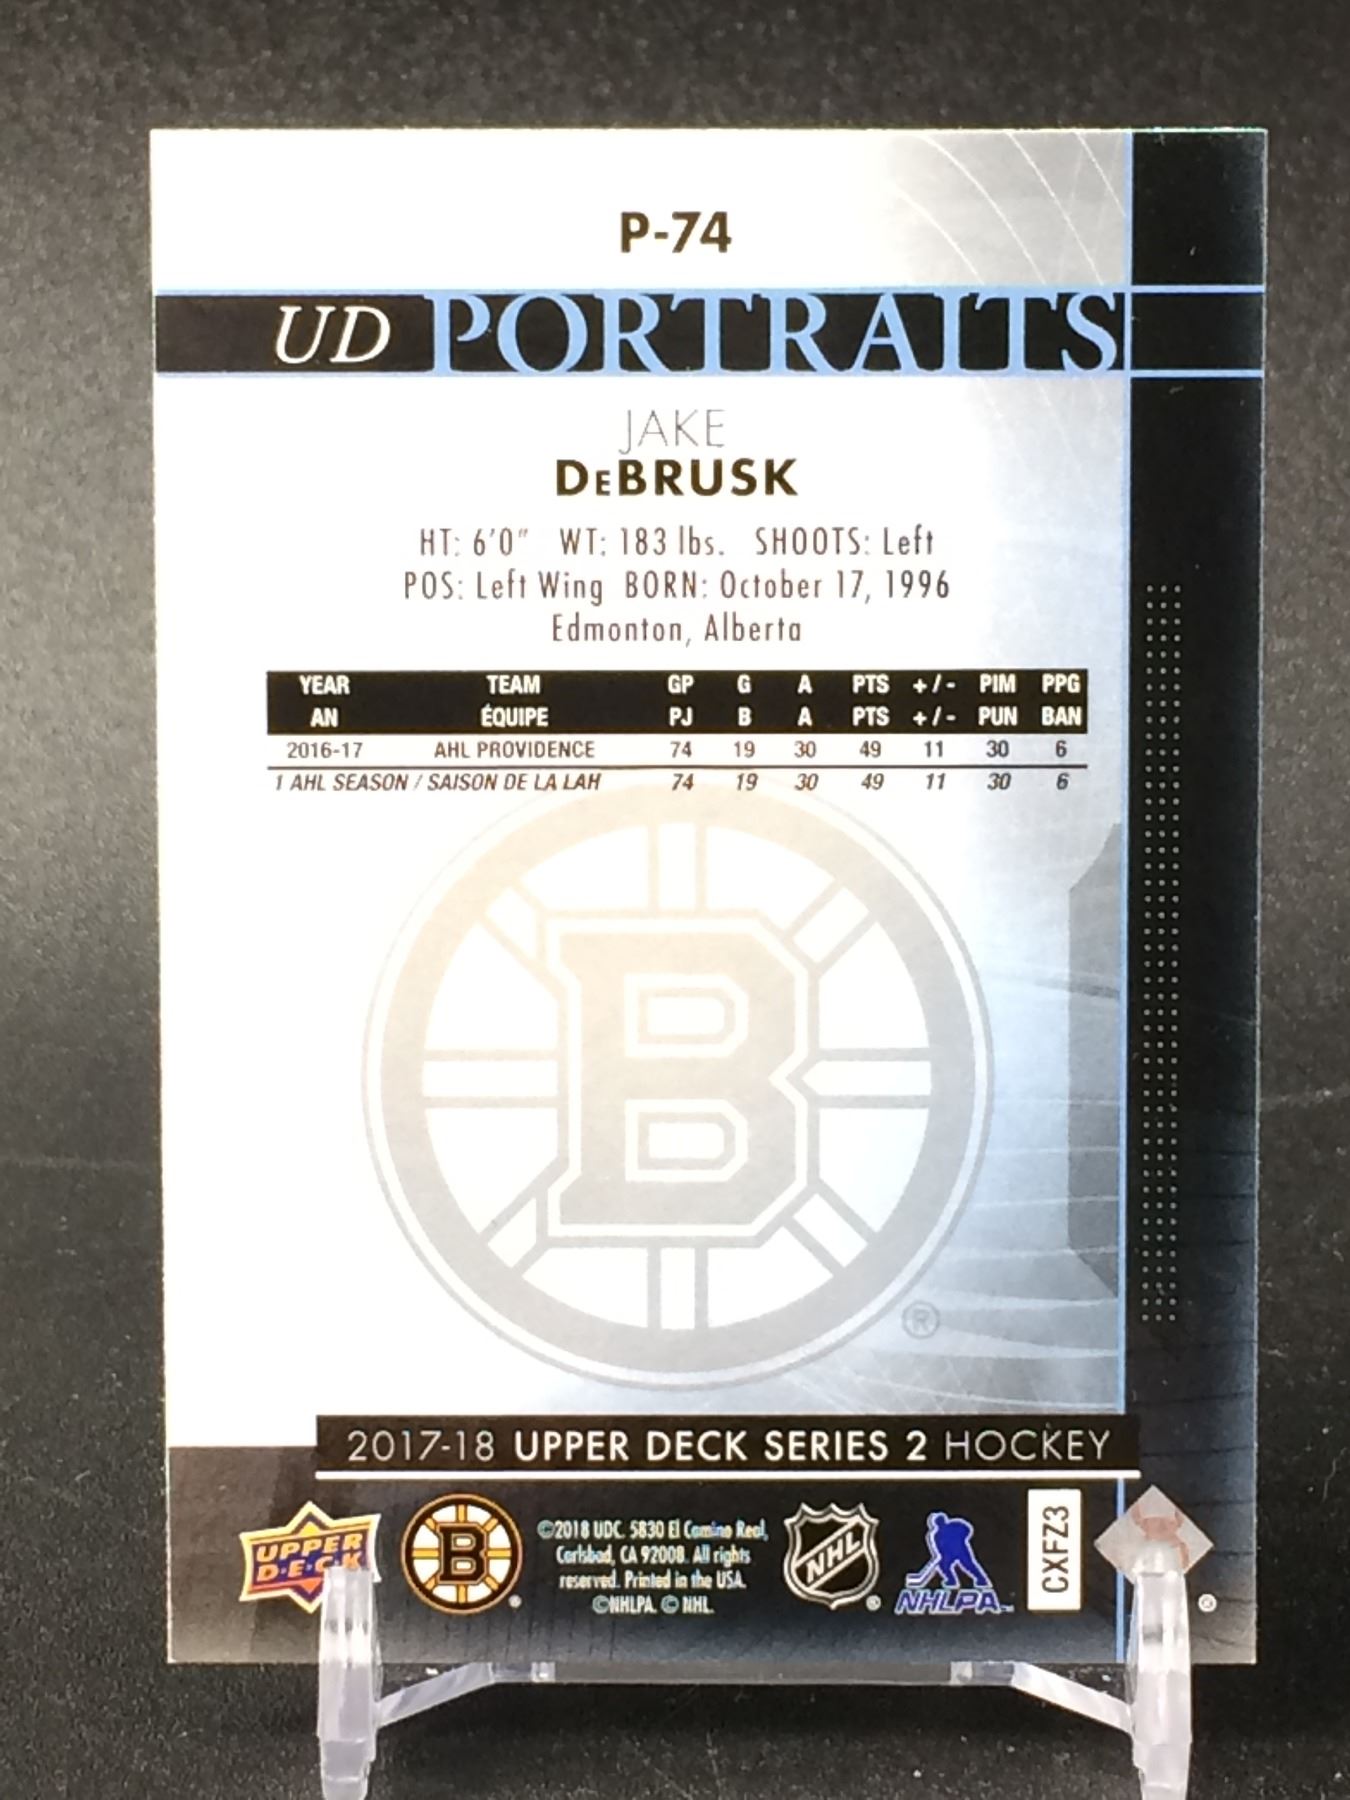 P-74
UD PORTRAITS
JAKE
DeBRUSK
HT: 6'0" WT: 183 lbs. SHOOTS: Left
POS: Left Wing BORN: October 17, 1996
Edmonton, Alberta
YEAR TEAM GP G A PTS +/- PIM PPG
AN ÉQUIPE PJ B A PTS +/- PUN BAN
2016-17 AHL PROVIDENCE 74 19 30 49 11 30 6
1 AHL SEASON / SAISON DE LA LAH 74 19 30 49 11 30 6
B
®
2017-18 UPPER DECK SERIES 2 HOCKEY
UPPER
D·E·C·K
B
®
©2018 UDC. 5830 El Camino Real,
Carlsbad, CA 92008. All rights
reserved. Printed in the USA.
©NHLPA. © NHL.
NHL
®
NHLPA
CXFZ3
®